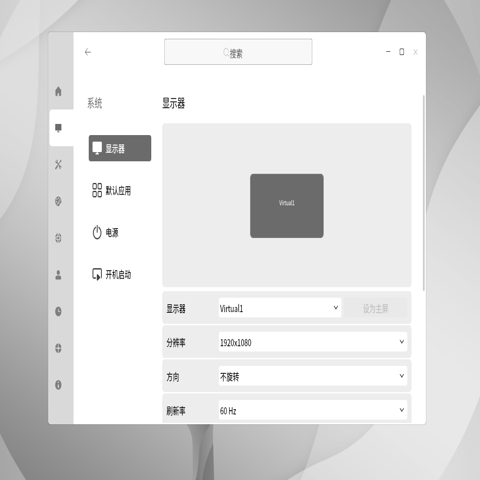 搜索
系统
显示器
显示器
默认应用
电源
开机启动
Virtual1
显示器 Virtual1 设为主屏
分辨率 1920x1080
方向 不旋转
刷新率 60 Hz